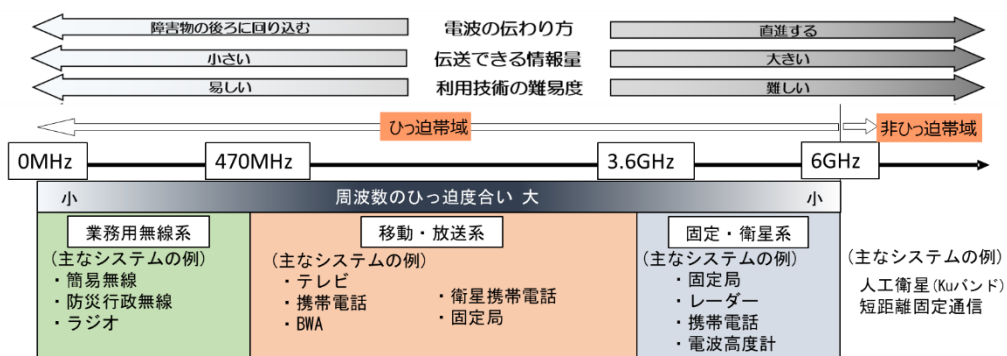 障害物の後ろに回り込む 電波の伝わり方 直進する
小さい 伝送できる情報量 大きい
易しい 利用技術の難易度 難しい
ひっ迫帯域 非ひっ迫帯域
0MHz 470MHz 3.6GHz 6GHz
小 周波数のひっ迫度合い 大 小
業務用無線系
(主なシステムの例)
・簡易無線
・防災行政無線
・ラジオ
移動・放送系
(主なシステムの例)
・テレビ
・携帯電話
・BWA
・衛星携帯電話
・固定局
固定・衛星系
(主なシステムの例)
・固定局
・レーダー
・携帯電話
・電波高度計
(主なシステムの例)
人工衛星(Kuバンド)
短距離固定通信